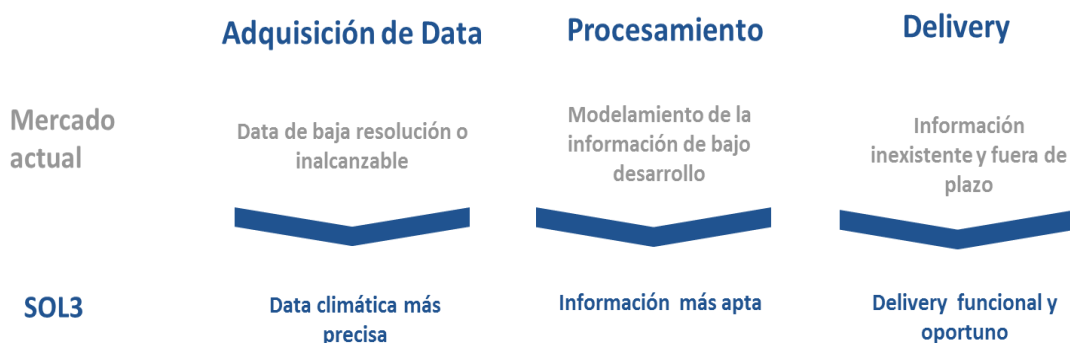 Adquisición de Data
Procesamiento
Delivery
Mercado
actual
Data de baja resolución o
inalcanzable
Modelamiento de la
información de bajo
desarrollo
Información
inexistente y fuera de
plazo
SOL3
Data climática más
precisa
Información más apta
Delivery funcional y
oportuno